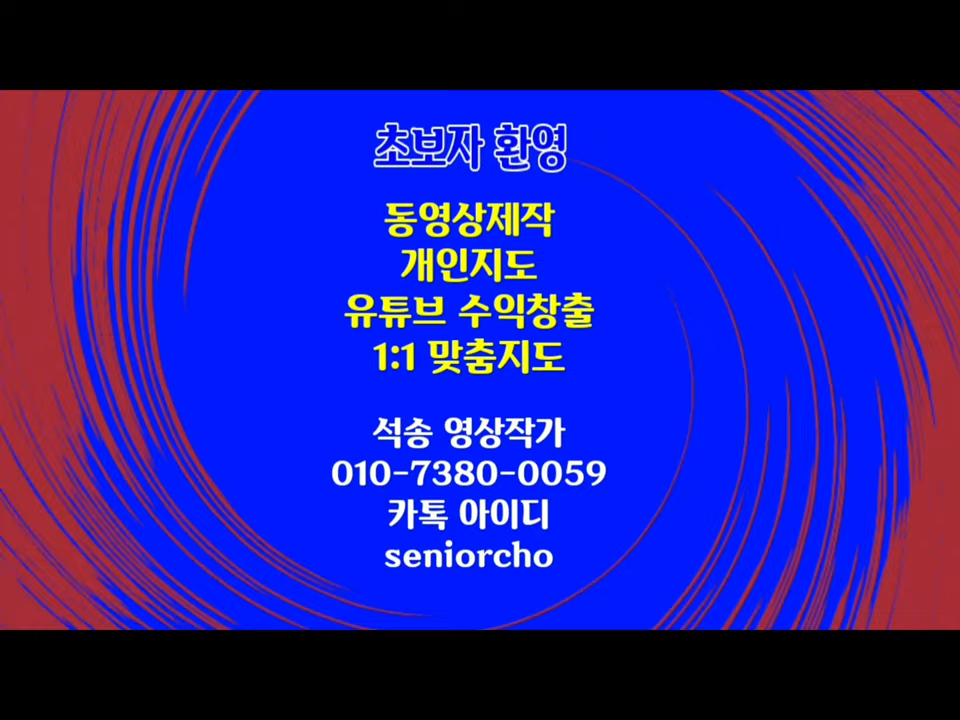 초보자 환영
동영상제작
개인지도
유튜브 수익창출
1:1 맞춤지도
석송 영상작가
010-7380-0059
카톡 아이디
seniorcho